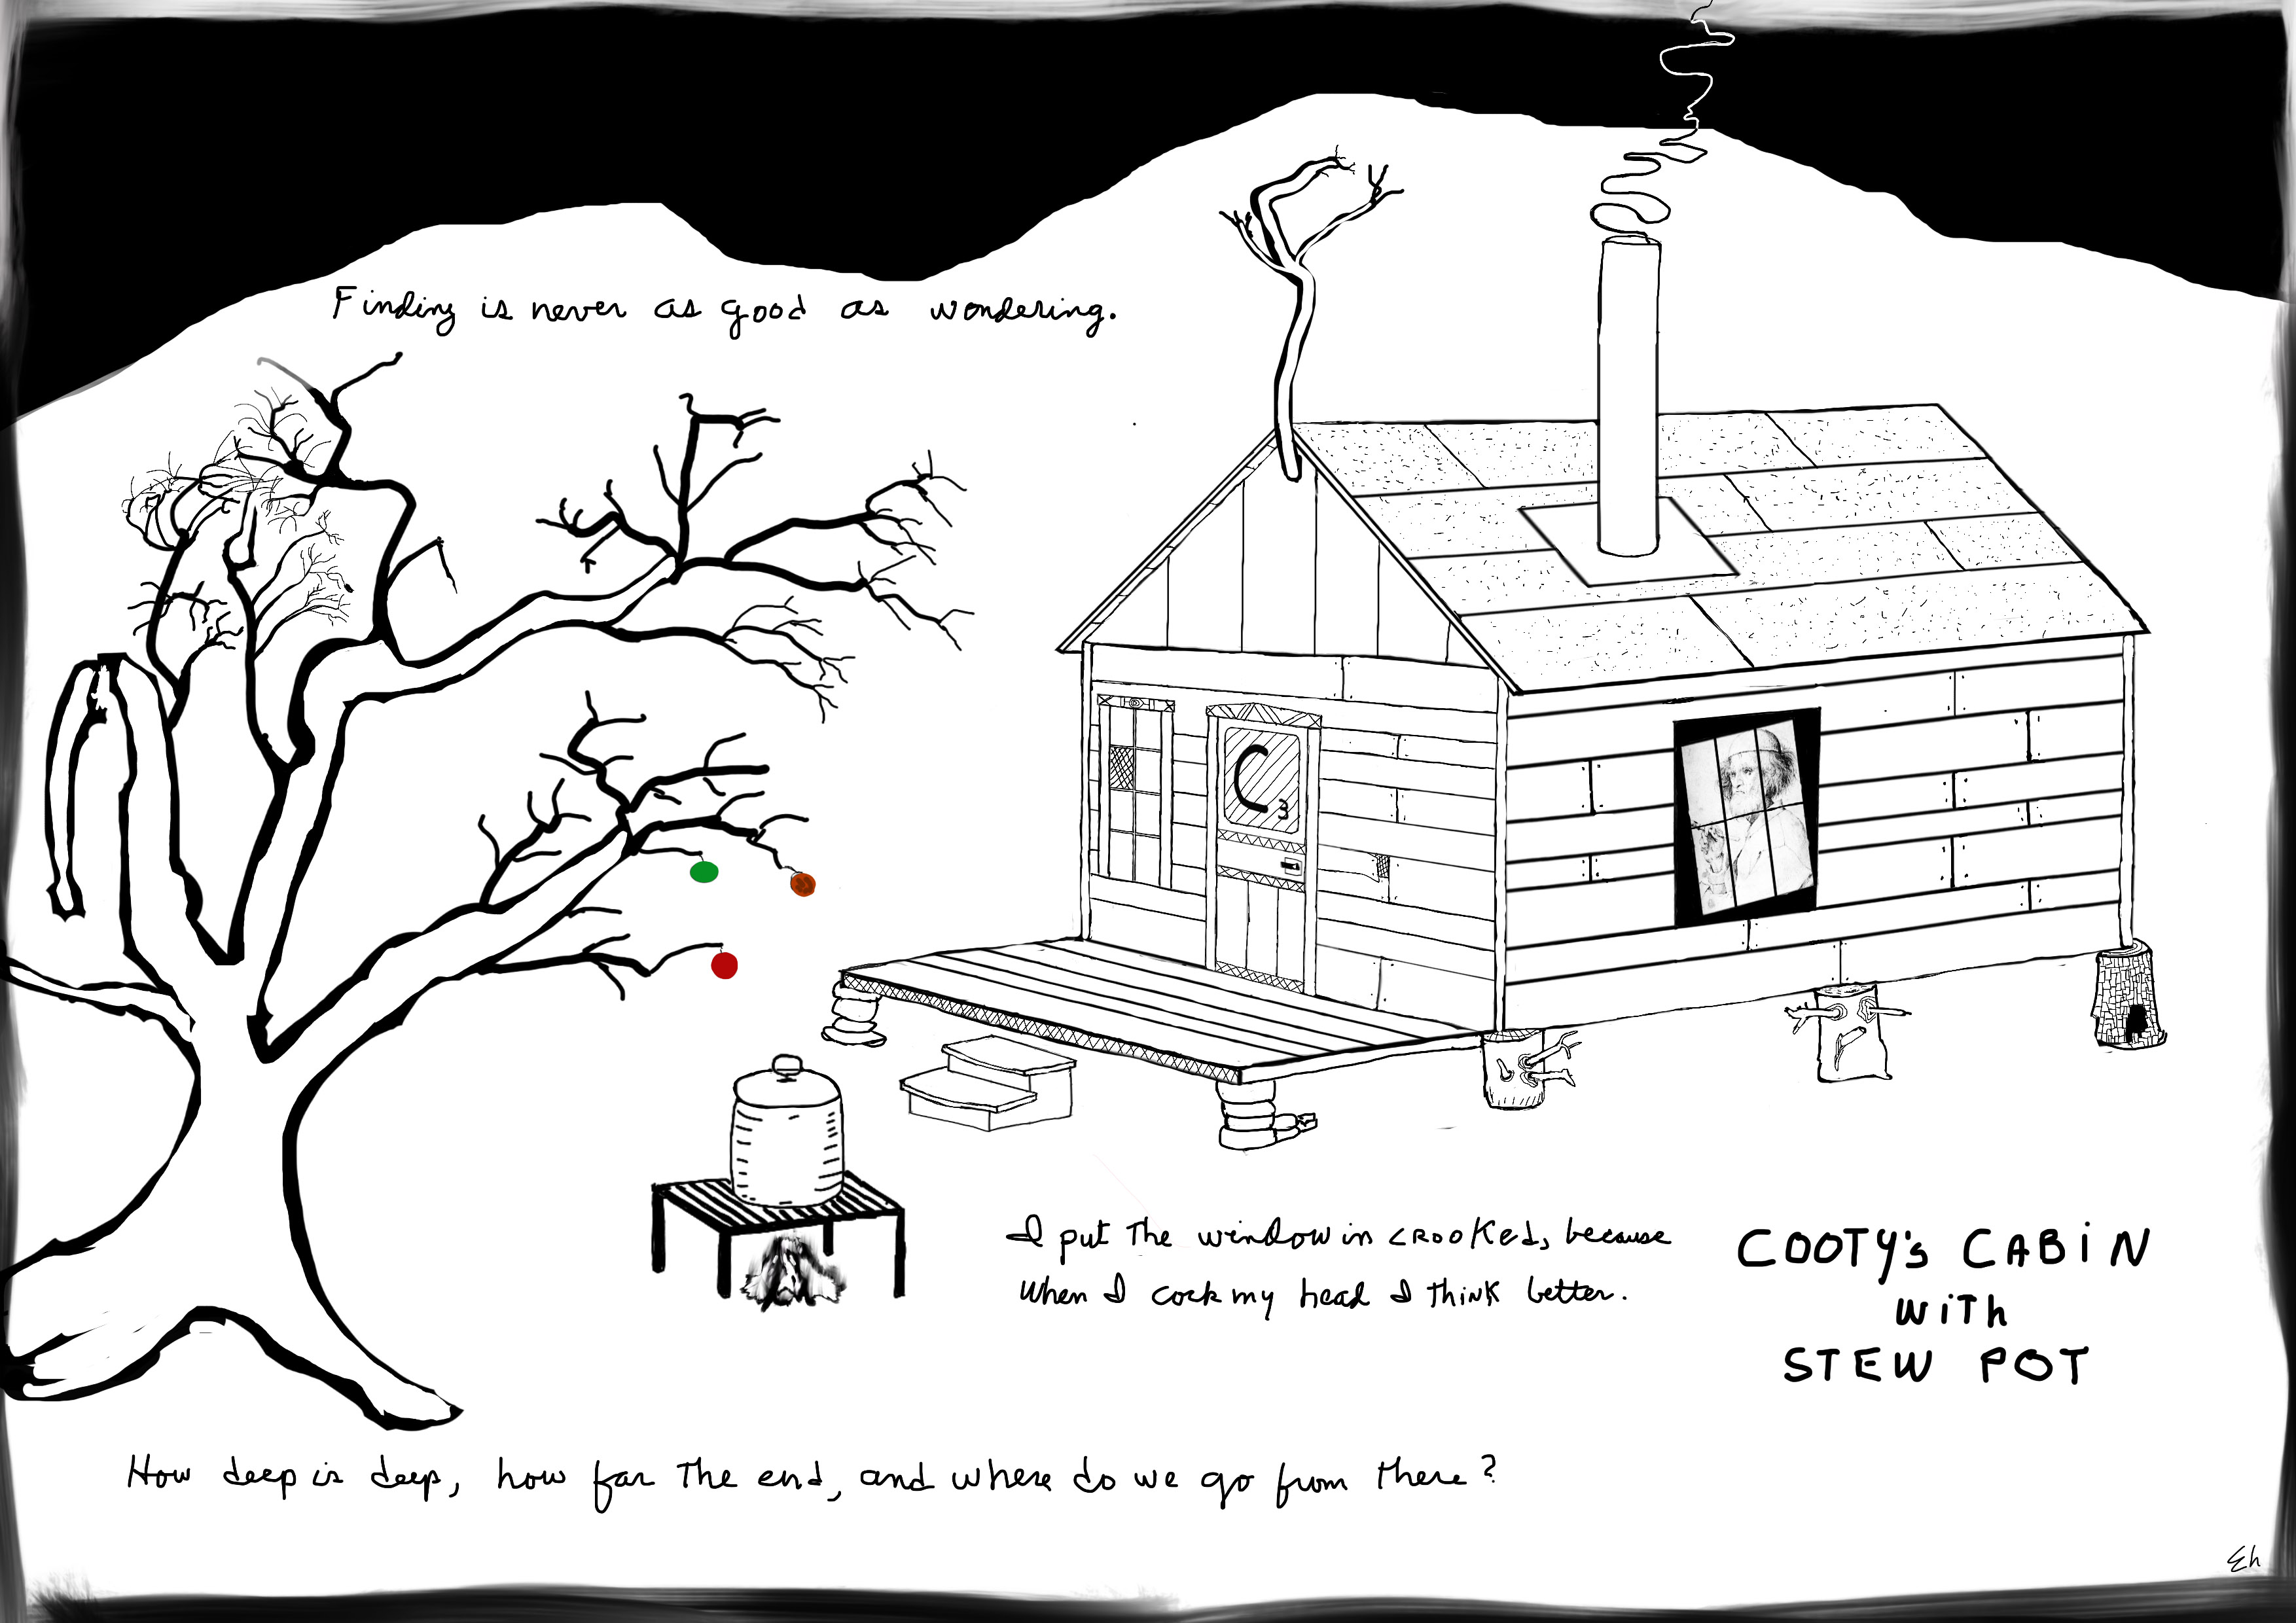 Finding is never as good as wondering.
C 3
I put the window in crooked, because
when I cock my head I think better.
COOTY's CABiN
WiTh
STEW POT
How deep is deep, how far the end, and where do we go from there?
Eh